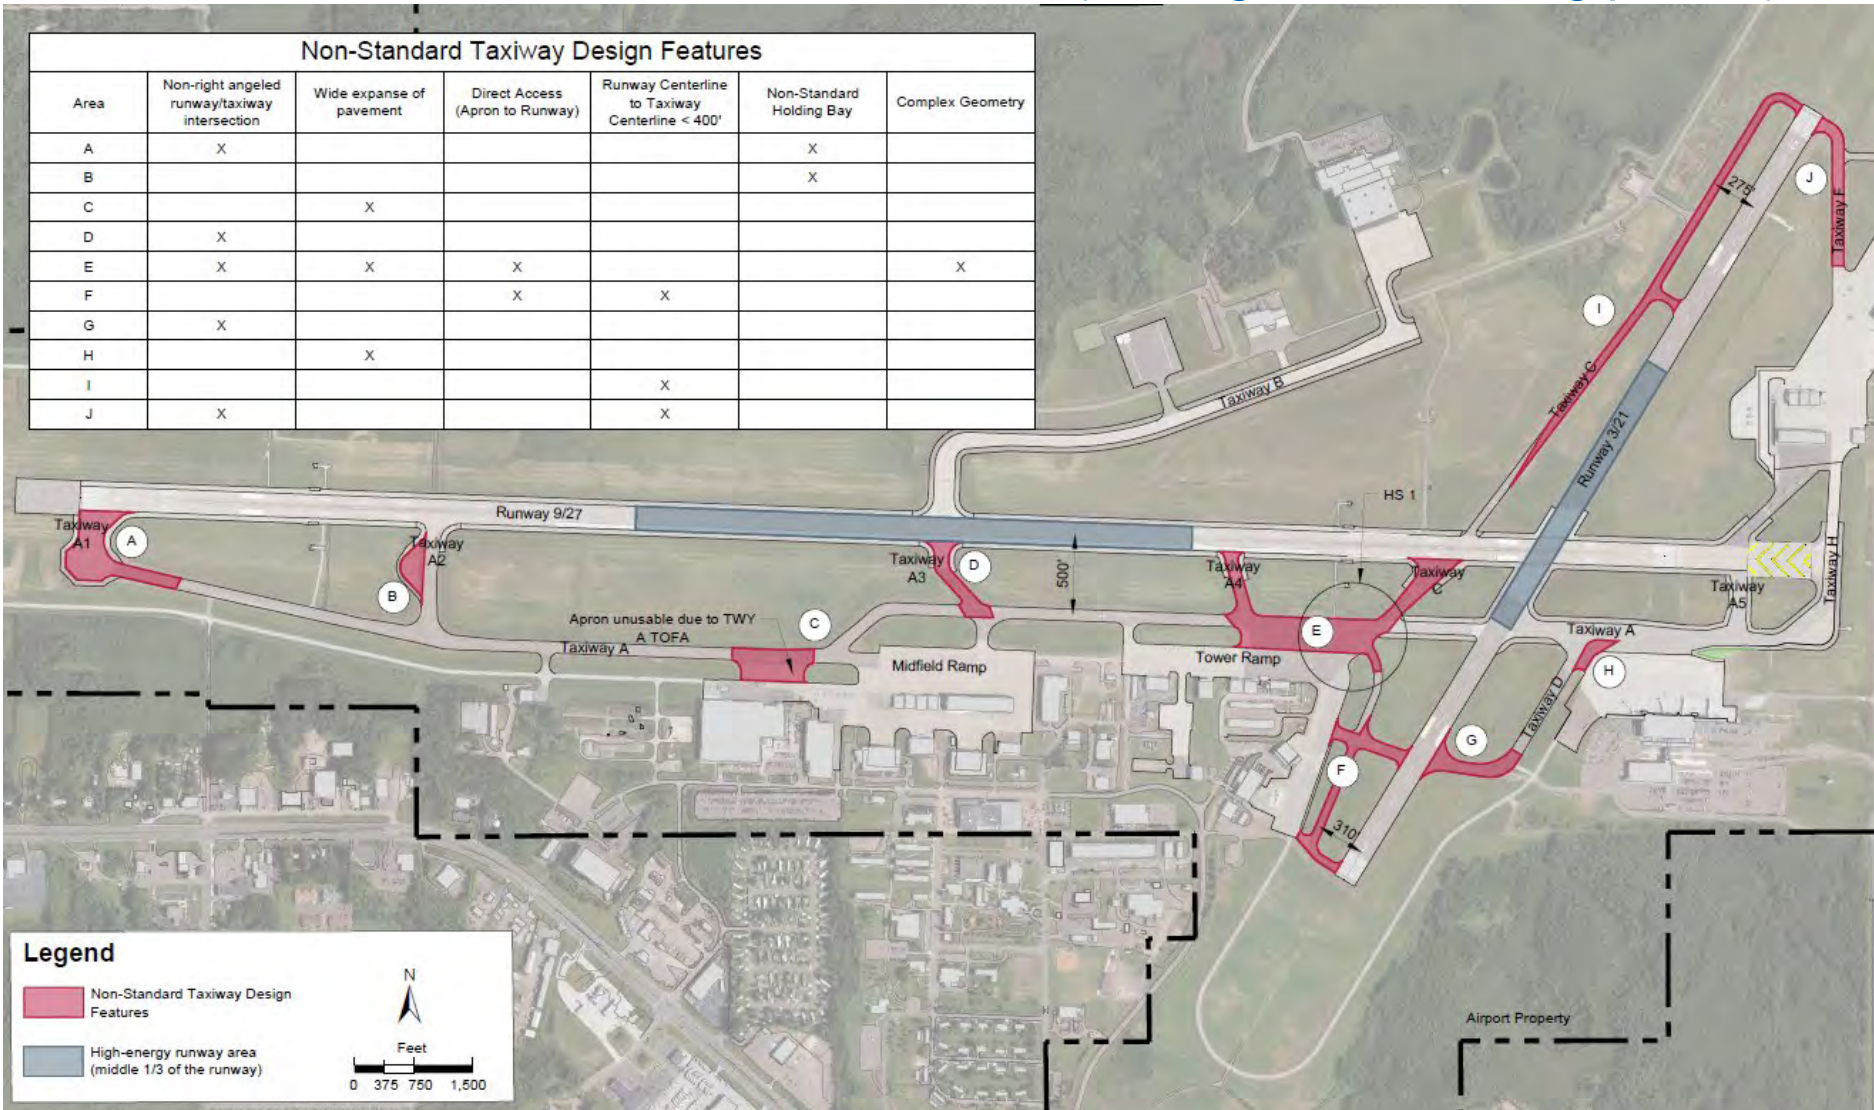 Non-Standard Taxiway Design Features
Area
Non-right angeled
runway/taxiway
intersection
Wide expanse of
pavement
Direct Access
(Apron to Runway)
Runway Centerline
to Taxiway
Centerline < 400'
Non-Standard
Holding Bay
Complex Geometry
A X X
B X
C X
D X
E X X X X
F X X
G X
H X
I X
J X X
275'
J
Taxiway F
I
Taxiway C
Taxiway B
Runway 3/21
HS 1
Runway 9/27
Taxiway
A1
A
Taxiway
A2
B
Taxiway
A3
D
500'
Taxiway
A4
Taxiway
C
Taxiway
A5
Taxiway H
Apron unusable due to TWY
A TOFA
C
Taxiway A
Midfield Ramp
Tower Ramp
E
Taxiway A
H
Taxiway D
G
F
310'
Legend
Non-Standard Taxiway Design
Features
High-energy runway area
(middle 1/3 of the runway)
N
Feet
0 375 750 1,500
Airport Property